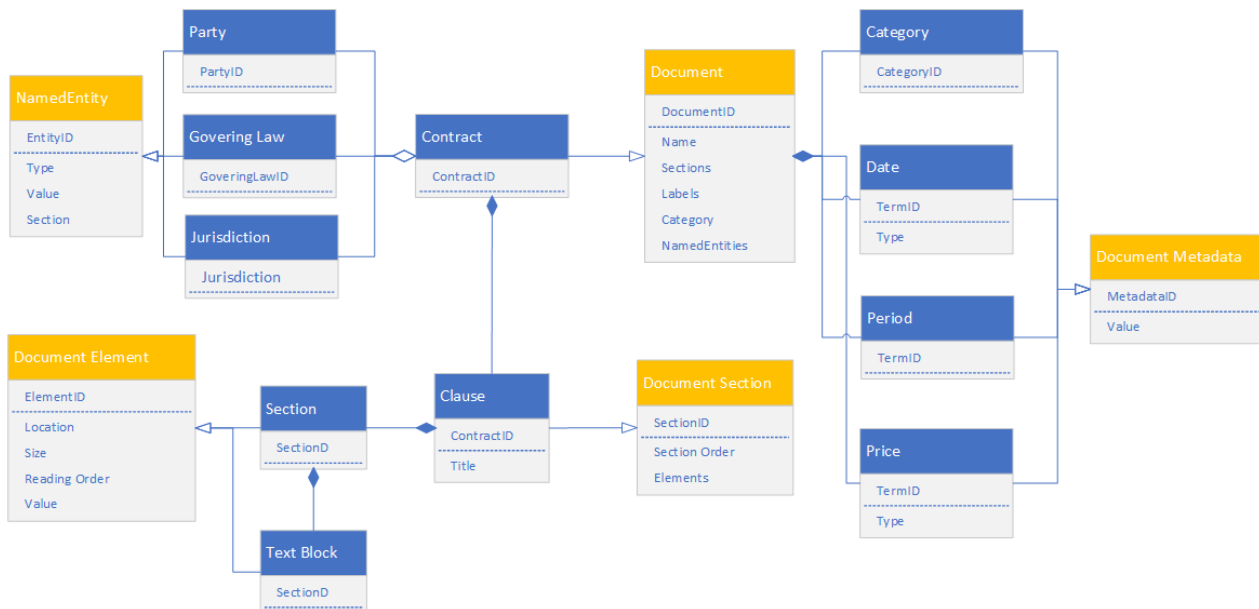 Party
PartyID
NamedEntity
EntityID
Type
Value
Section
Govering Law
GoveringLawID
Jurisdiction
Jurisdiction
Contract
ContractID
Document
DocumentID
Name
Sections
Labels
Category
NamedEntities
Category
CategoryID
Date
TermID
Type
Period
TermID
Price
TermID
Type
Document Metadata
MetadataID
Value
Document Element
ElementID
Location
Size
Reading Order
Value
Section
SectionD
Text Block
SectionD
Clause
ContractID
Title
Document Section
SectionID
Section Order
Elements